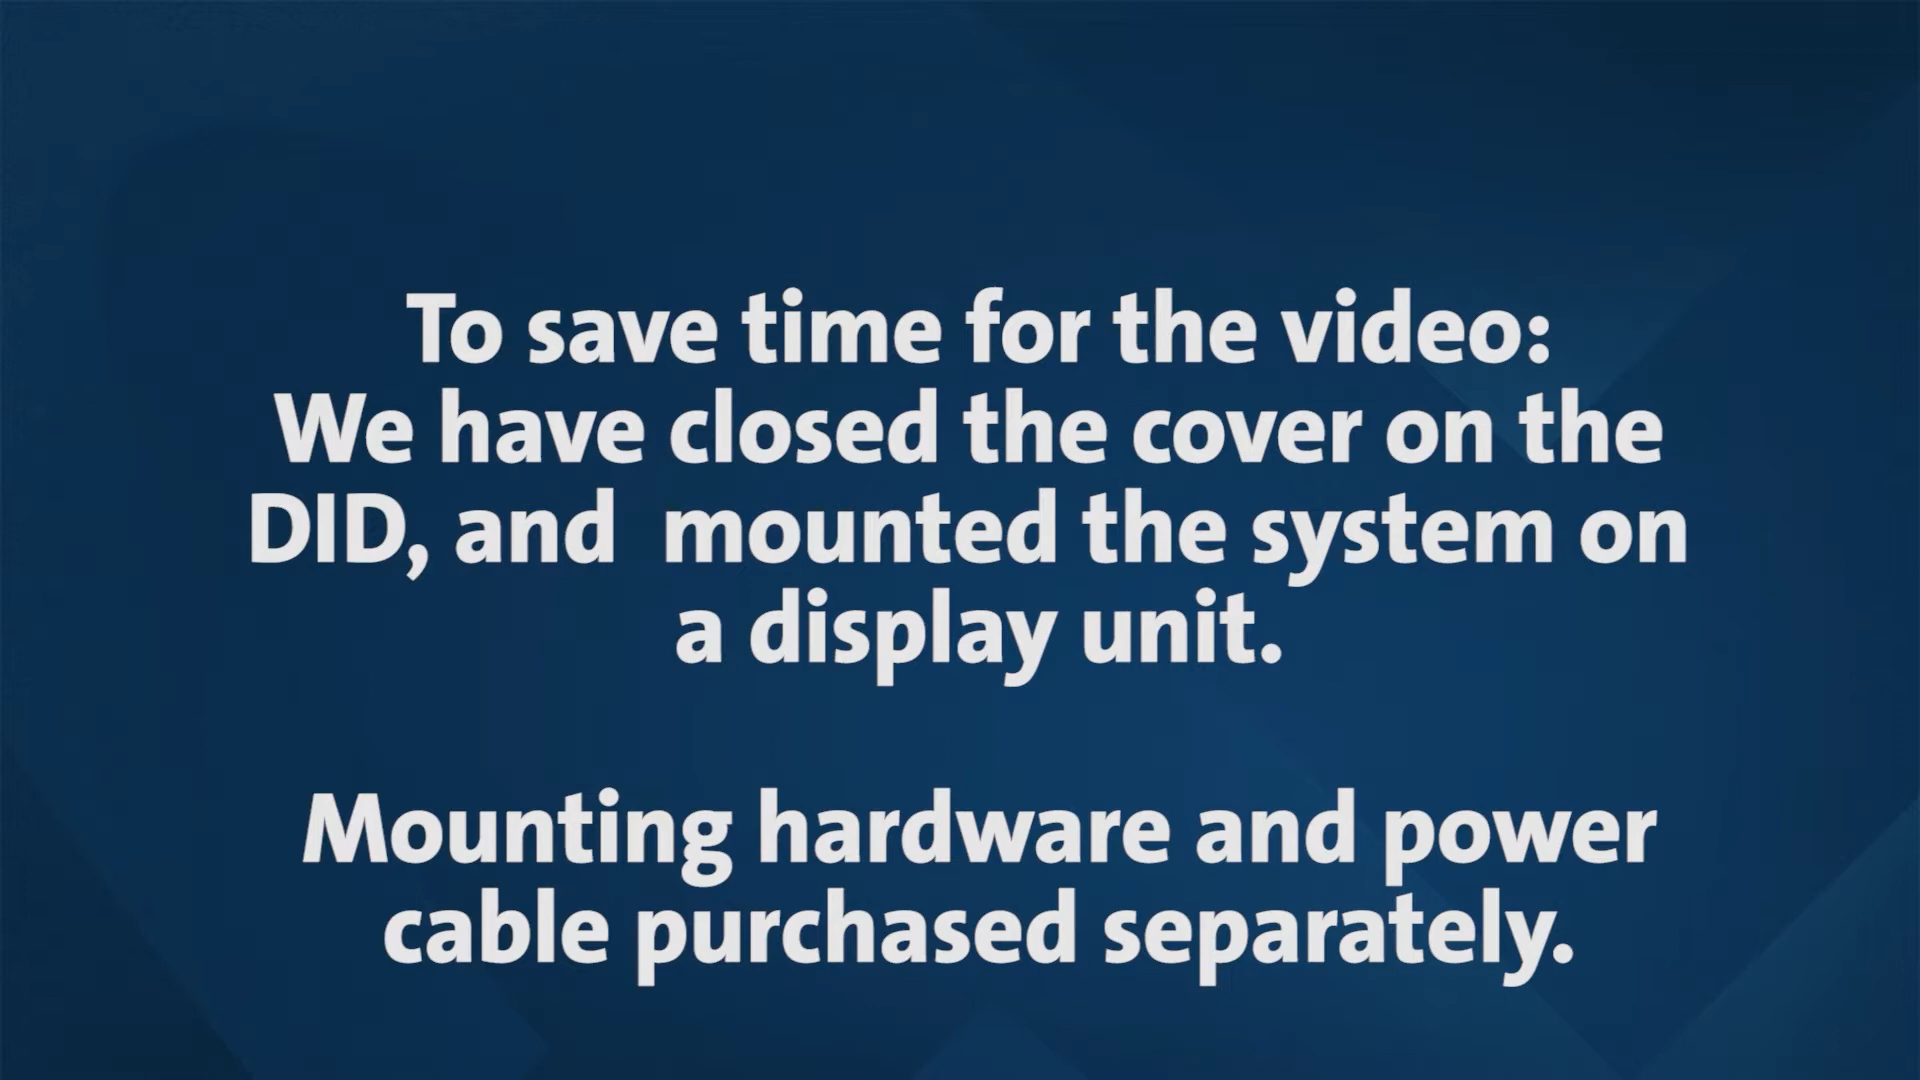 To save time for the video:
We have closed the cover on the
DID, and  mounted the system on
a display unit.
Mounting hardware and power
cable purchased separately.